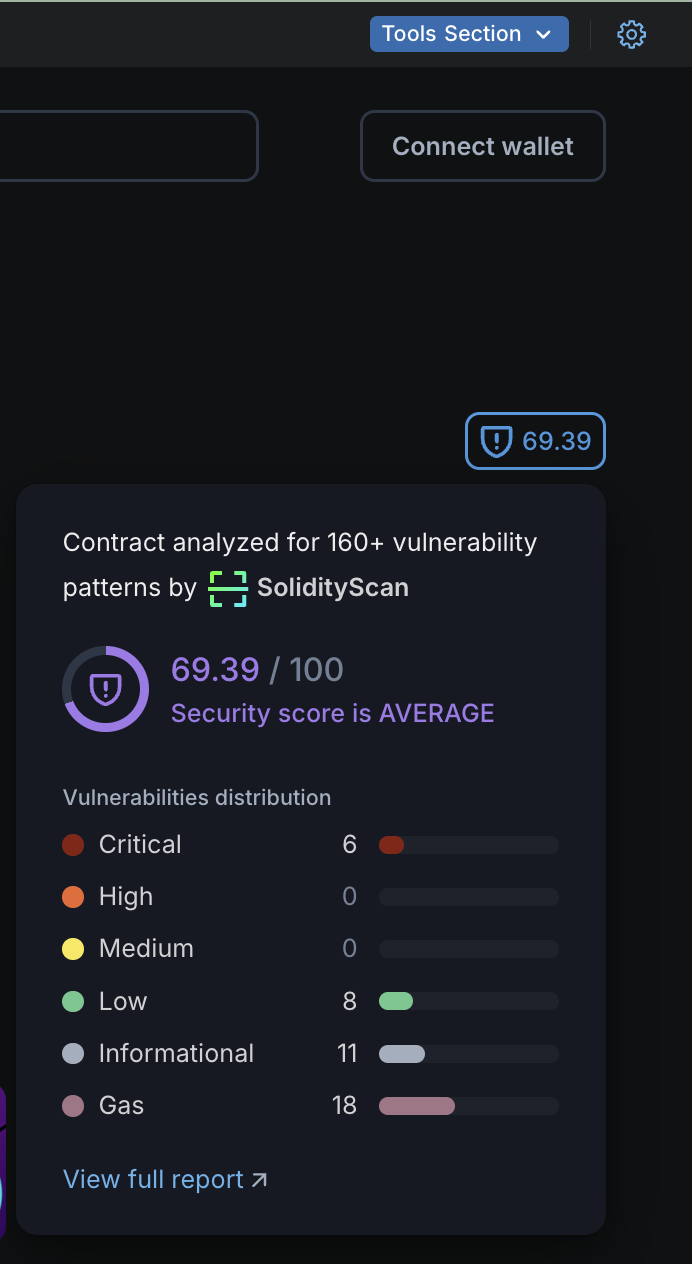 Tools Section
Connect wallet
69.39
Contract analyzed for 160+ vulnerability
patterns by SolidityScan
69.39 / 100
Security score is AVERAGE
Vulnerabilities distribution
Critical 6
High 0
Medium 0
Low 8
Informational 11
Gas 18
View full report